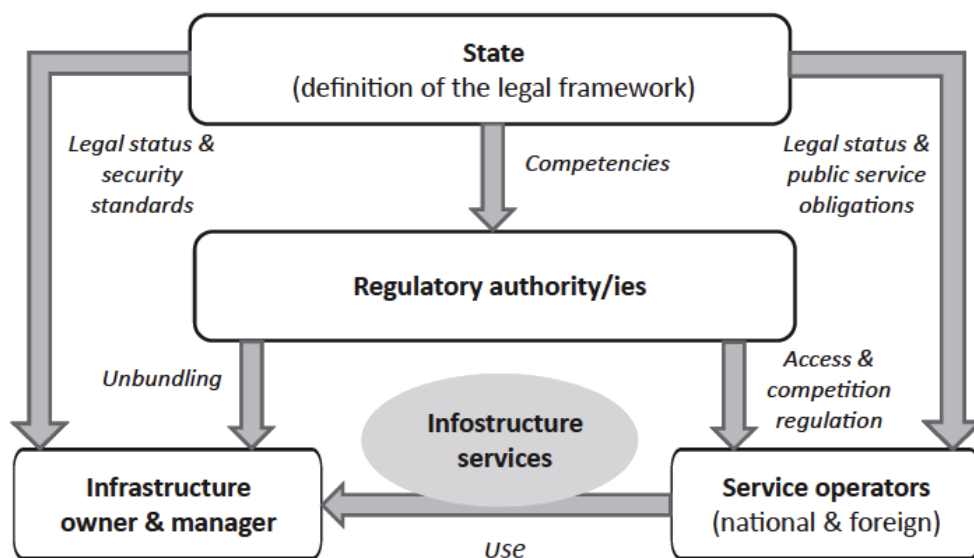 State
(definition of the legal framework)
Legal status &
security
standards
Competencies
Legal status &
public service
obligations
Regulatory authority/ies
Unbundling
Access &
competition
regulation
Infostructure
services
Infrastructure
owner & manager
Service operators
(national & foreign)
Use